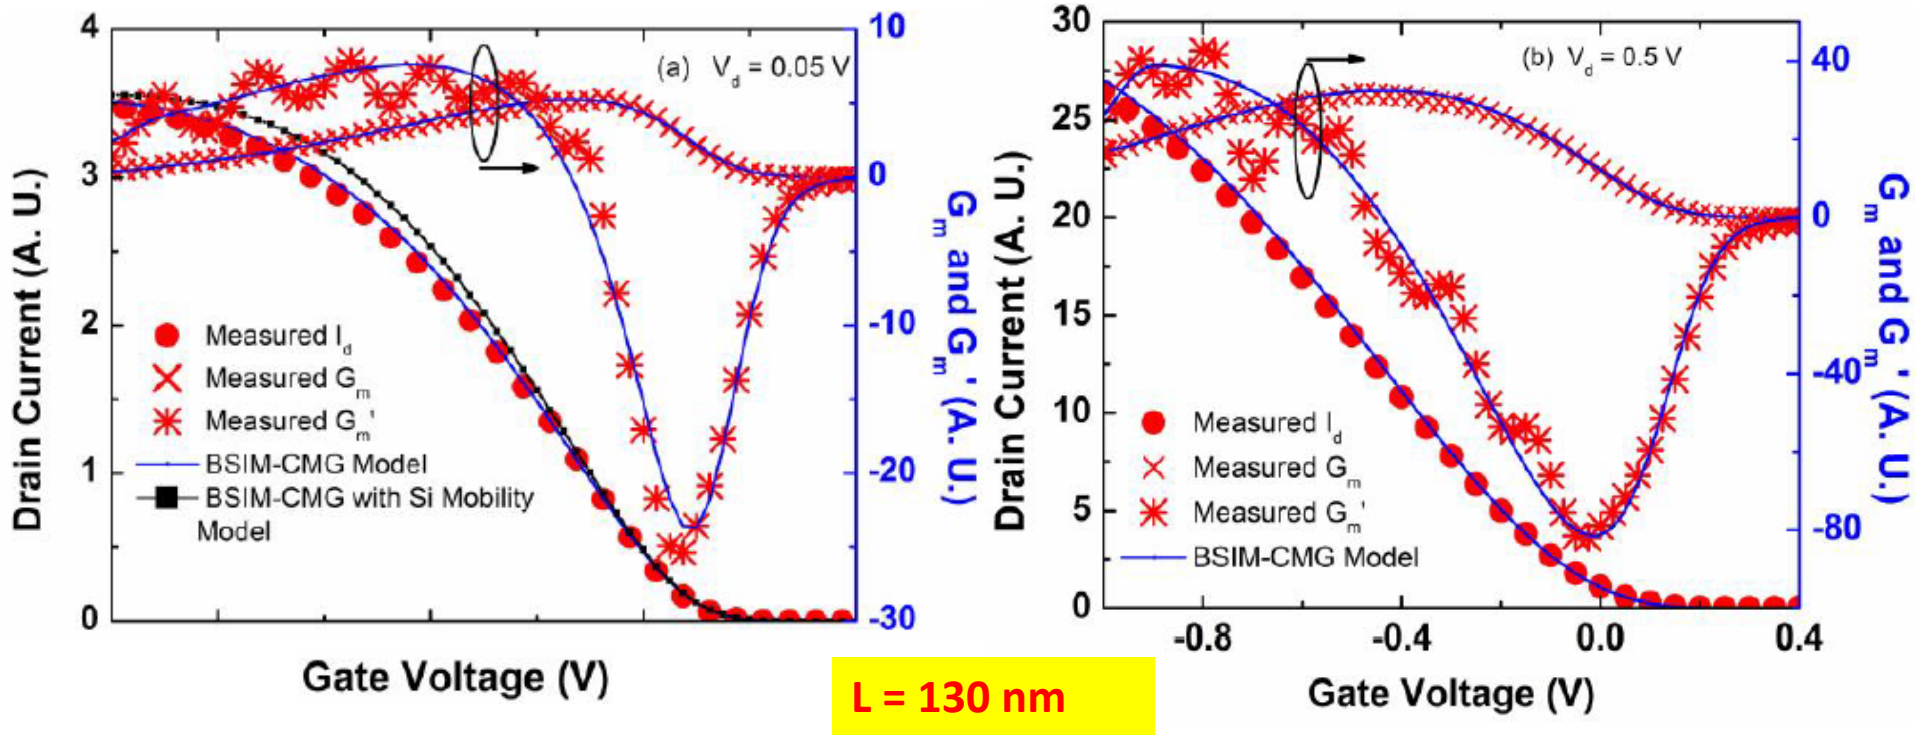 4
3
2
1
0
Drain Current (A. U.)
(a) V_d = 0.05 V
Measured I_d
Measured G_m
Measured G_m'
BSIM-CMG Model
BSIM-CMG with Si Mobility
Model
10
0
-10
-20
-30
G_m and G_m' (A. U.)
Gate Voltage (V)
L = 130 nm
30
25
20
15
10
5
0
Drain Current (A. U.)
(b) V_d = 0.5 V
Measured I_d
Measured G_m
Measured G_m'
BSIM-CMG Model
40
0
-40
-80
G_m and G_m' (A. U.)
-0.8 -0.4 0.0 0.4
Gate Voltage (V)